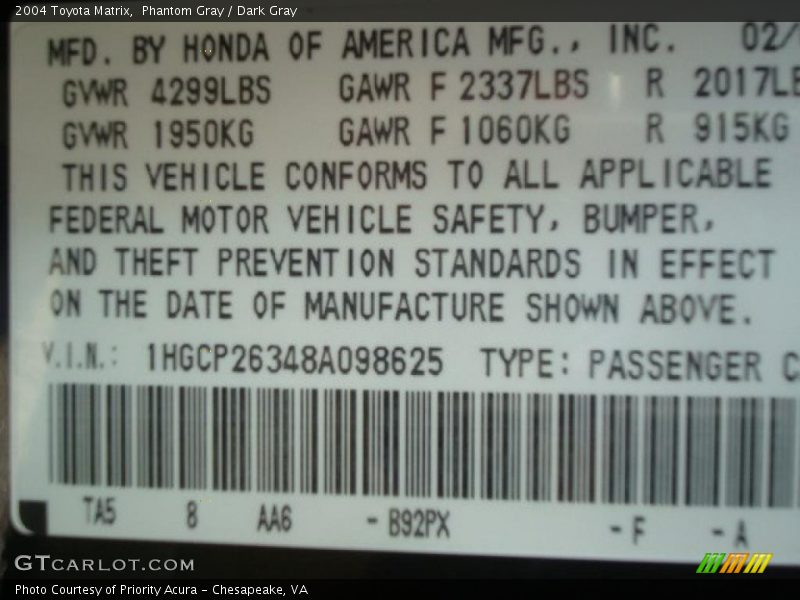 2004 Toyota Matrix,  Phantom Gray / Dark Gray
MFD. BY HONDA OF AMERICA MFG., INC. 02/
GVWR 4299LBS GAWR F 2337LBS R 2017LB
GVWR 1950KG GAWR F 1060KG R 915KG
THIS VEHICLE CONFORMS TO ALL APPLICABLE
FEDERAL MOTOR VEHICLE SAFETY, BUMPER,
AND THEFT PREVENTION STANDARDS IN EFFECT
ON THE DATE OF MANUFACTURE SHOWN ABOVE.
V.I.N.: 1HGCP26348A098625 TYPE: PASSENGER C
TA5 8 AA6 - B92PX - F - A
GTCARLOT.COM
Photo Courtesy of Priority Acura – Chesapeake, VA